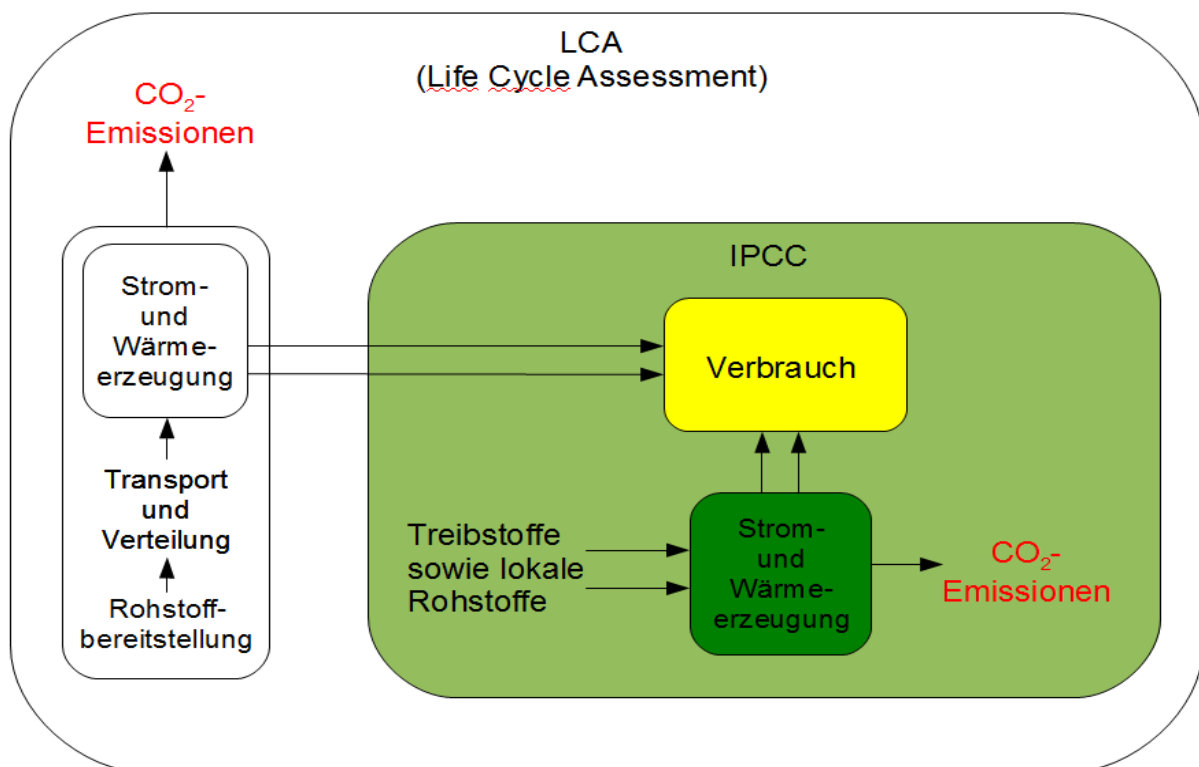 LCA
(Life Cycle Assessment)
CO₂-
Emissionen
Strom-
und
Wärme-
erzeugung
Transport
und
Verteilung
Rohstoff-
bereitstellung
IPCC
Verbrauch
Treibstoffe
sowie lokale
Rohstoffe
Strom-
und
Wärme-
erzeugung
CO₂-
Emissionen